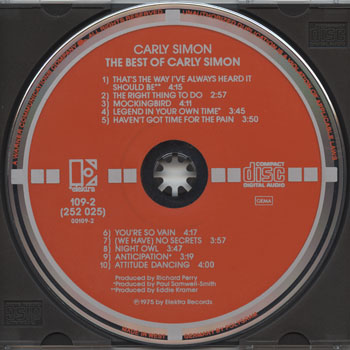 CARLY SIMON
THE BEST OF CARLY SIMON
1) THAT'S THE WAY I'VE ALWAYS HEARD IT
SHOULD BE** 4:15
2) THE RIGHT THING TO DO 2:57
3) MOCKINGBIRD 4:11
4) LEGEND IN YOUR OWN TIME* 3:45
5) HAVEN'T GOT TIME FOR THE PAIN 3:50
elektra
109-2
(252 025)
00109-2
COMPACT
disc
DIGITAL AUDIO
GEMA
6) YOU'RE SO VAIN 4:17
7) (WE HAVE) NO SECRETS 3:57
8) NIGHT OWL 3:47
9) ANTICIPATION* 3:19
10) ATTITUDE DANCING 4:00
Produced by Richard Perry
*Produced by Paul Samwell-Smith
**Produced by Eddie Kramer
℗1975 by Elektra Records